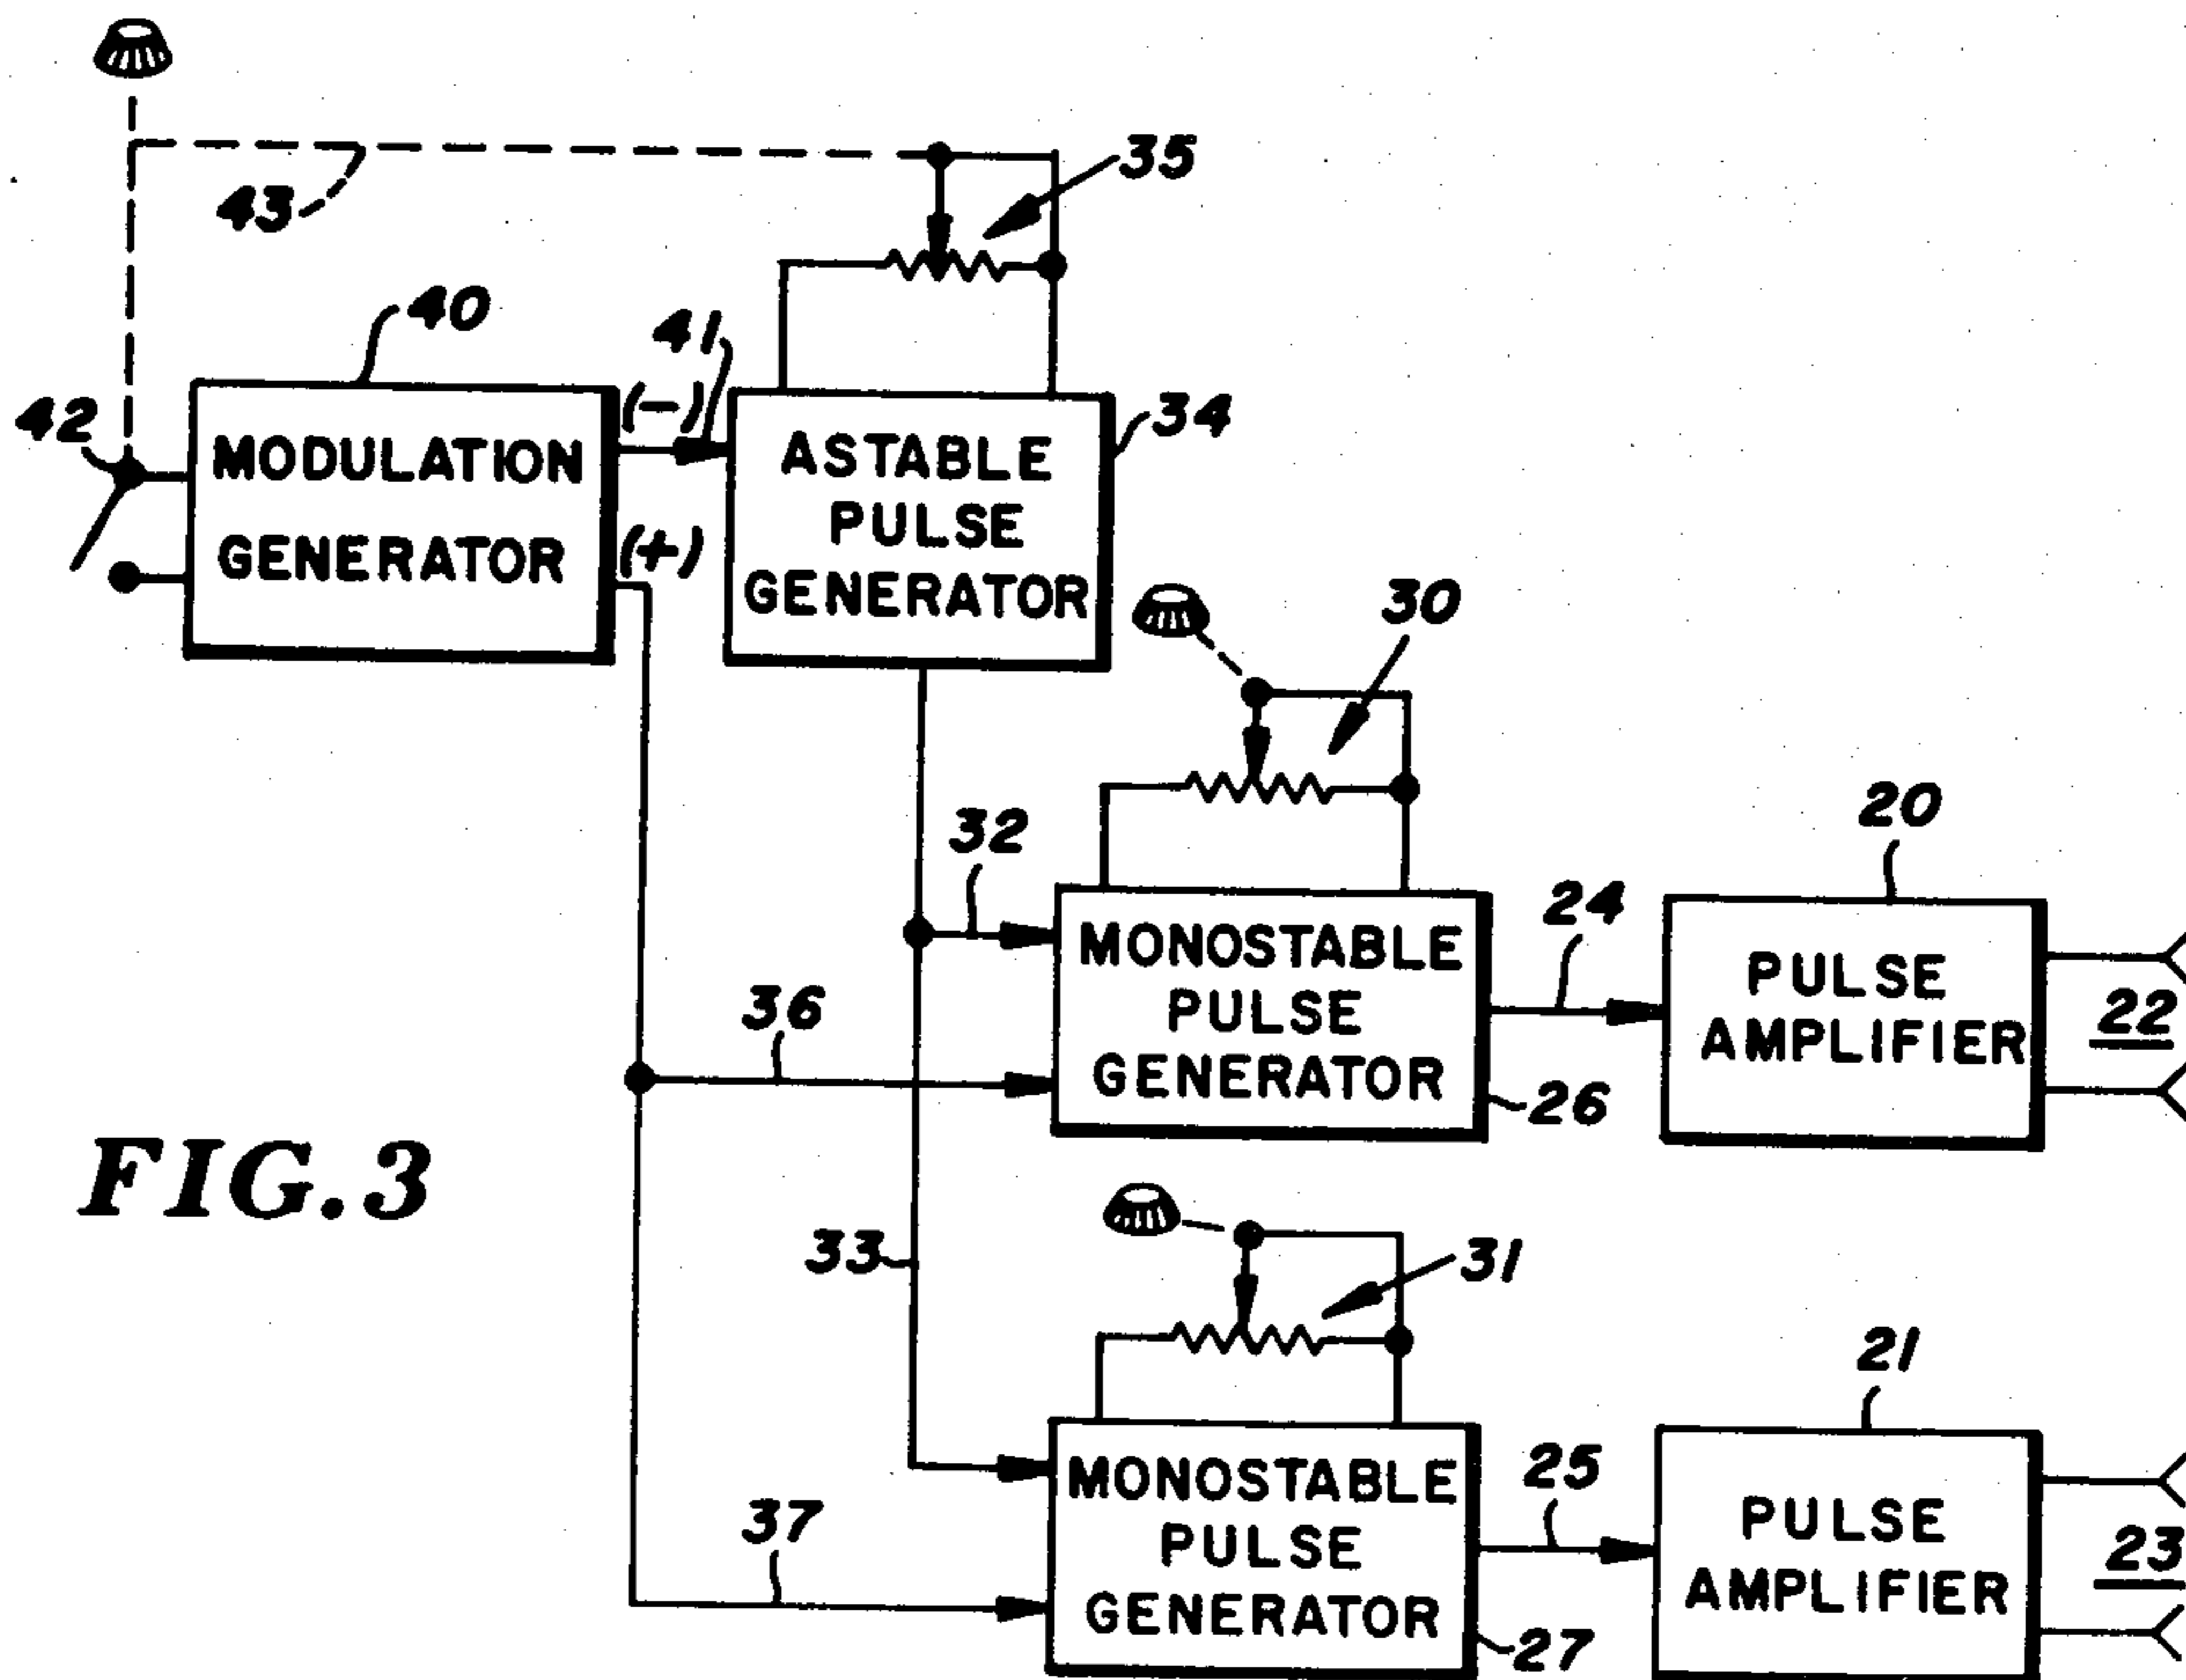 35
43
40
41
(-)
42
34
MODULATION
GENERATOR
ASTABLE
PULSE
GENERATOR
(+)
30
32
20
24
MONOSTABLE
PULSE
GENERATOR
PULSE
AMPLIFIER
22
36
26
FIG.3
33
31
21
25
MONOSTABLE
PULSE
GENERATOR
PULSE
AMPLIFIER
23
37
27